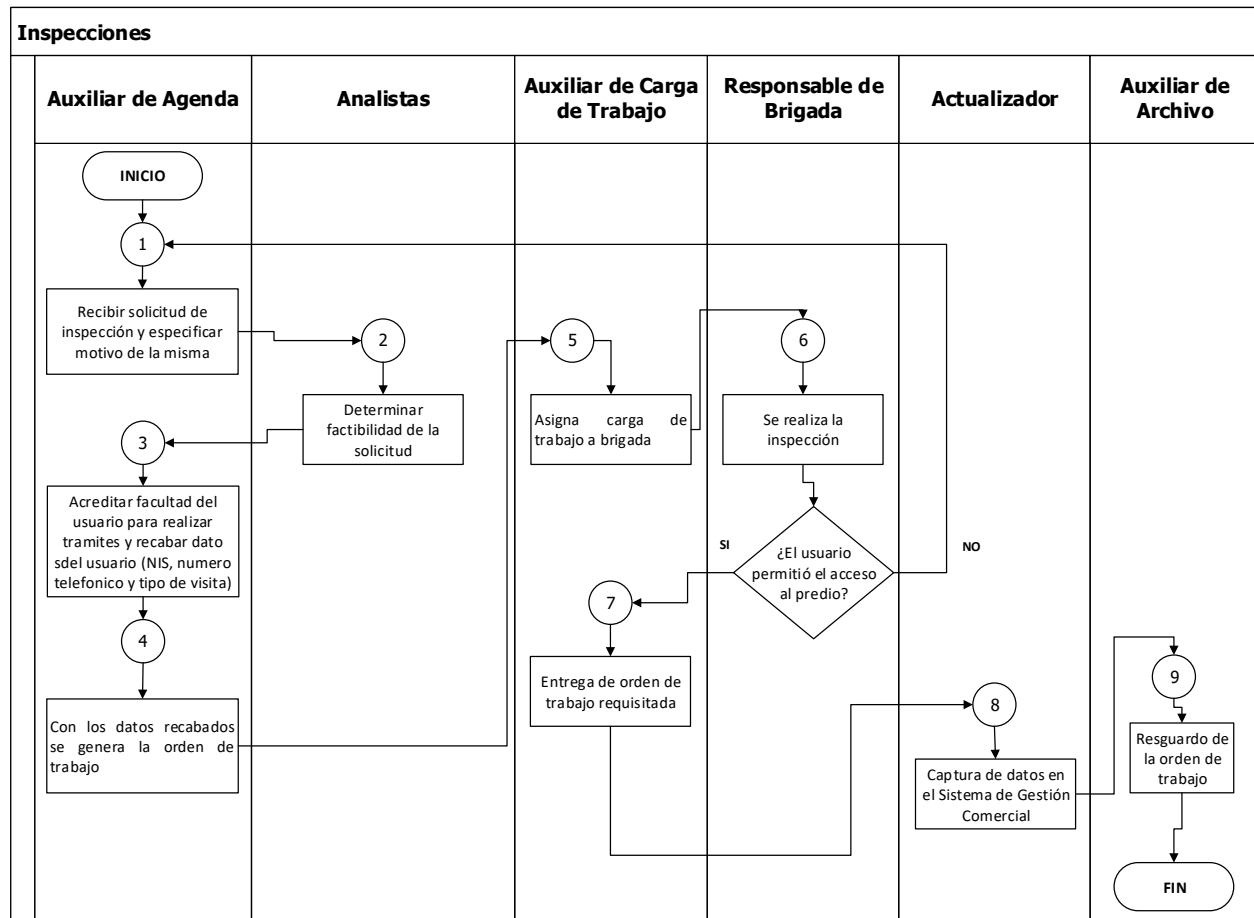 Inspecciones
Auxiliar de Agenda
Analistas
Auxiliar de Carga
de Trabajo
Responsable de
Brigada
Actualizador
Auxiliar de
Archivo
INICIO
1
Recibir solicitud de
inspección y especificar
motivo de la misma
2
Determinar
factibilidad de la
solicitud
3
Acreditar facultad del
usuario para realizar
tramites y recabar dato
sdel usuario (NIS, numero
telefonico y tipo de visita)
4
Con los datos recabados
se genera la orden de
trabajo
5
Asigna carga de
trabajo a brigada
6
Se realiza la
inspección
¿El usuario
permitió el acceso
al predio?
SI
NO
7
Entrega de orden de
trabajo requisitada
8
Captura de datos en
el Sistema de Gestión
Comercial
9
Resguardo de
la orden de
trabajo
FIN